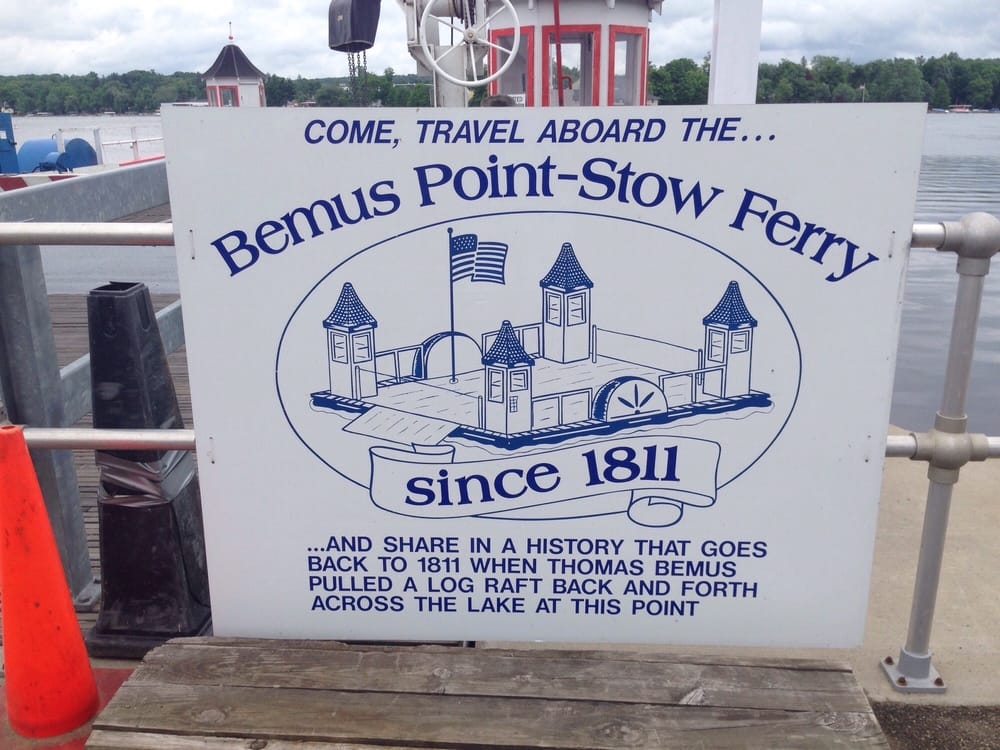 COME, TRAVEL ABOARD THE...
Bemus Point-Stow Ferry
since 1811
...AND SHARE IN A HISTORY THAT GOES
BACK TO 1811 WHEN THOMAS BEMUS
PULLED A LOG RAFT BACK AND FORTH
ACROSS THE LAKE AT THIS POINT